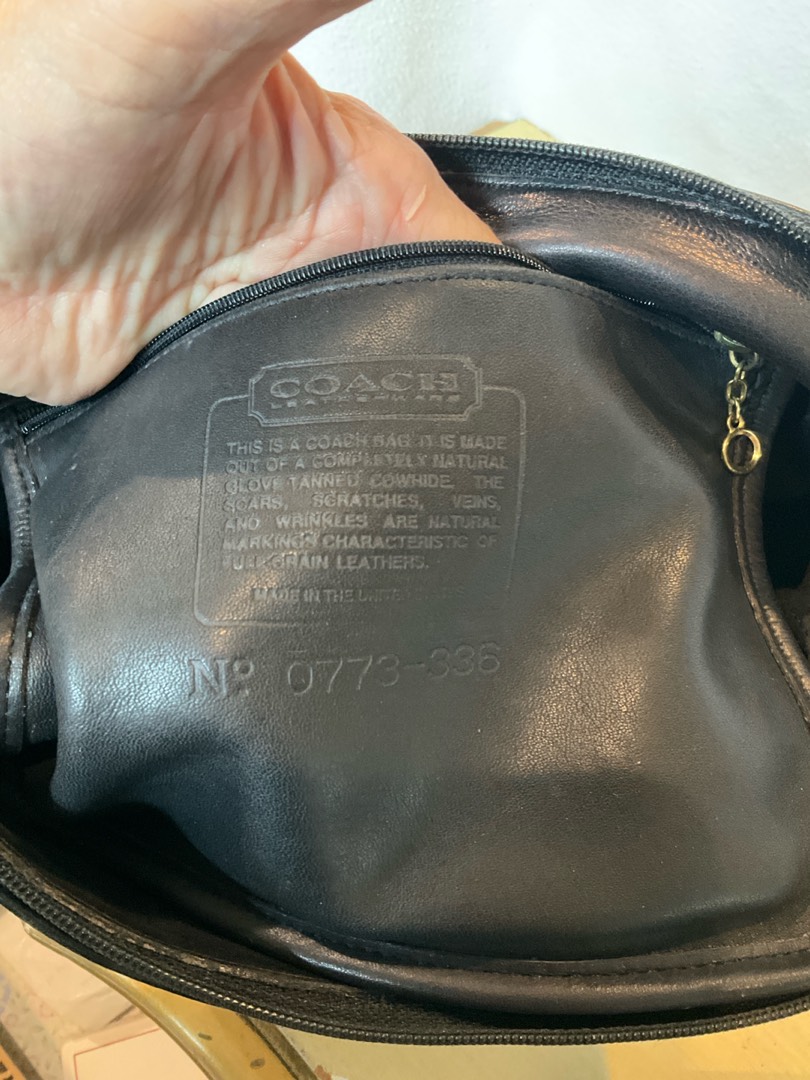 COACH
LEATHERWARE
THIS IS A COACH BAG. IT IS MADE
OUT OF A COMPLETELY NATURAL
GLOVE TANNED COWHIDE, THE
SCARS, SCRATCHES, VEINS,
AND WRINKLES ARE NATURAL
MARKINGS CHARACTERISTIC OF
FULL GRAIN LEATHERS.
MADE IN THE UNITED
Nº 0773-336